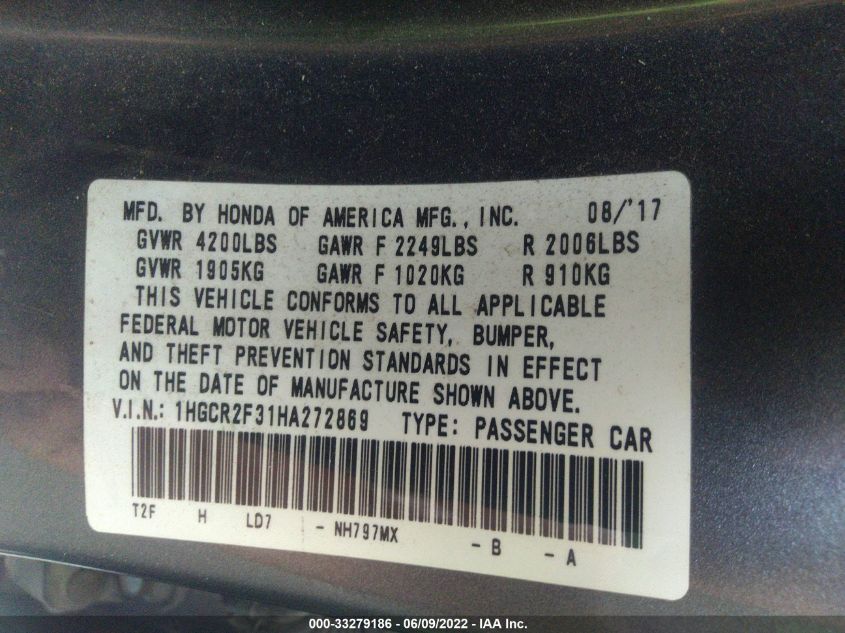 MFD. BY HONDA OF AMERICA MFG., INC. 08/'17
GVWR 4200LBS GAWR F 2249LBS R 2006LBS
GVWR 1905KG GAWR F 1020KG R 910KG
THIS VEHICLE CONFORMS TO ALL APPLICABLE
FEDERAL MOTOR VEHICLE SAFETY, BUMPER,
AND THEFT PREVENTION STANDARDS IN EFFECT
ON THE DATE OF MANUFACTURE SHOWN ABOVE.
V.I.N.: 1HGCR2F31HA272869 TYPE: PASSENGER CAR
T2F H LD7 - NH797MX - B - A
000-33279186 - 06/09/2022 - IAA Inc.